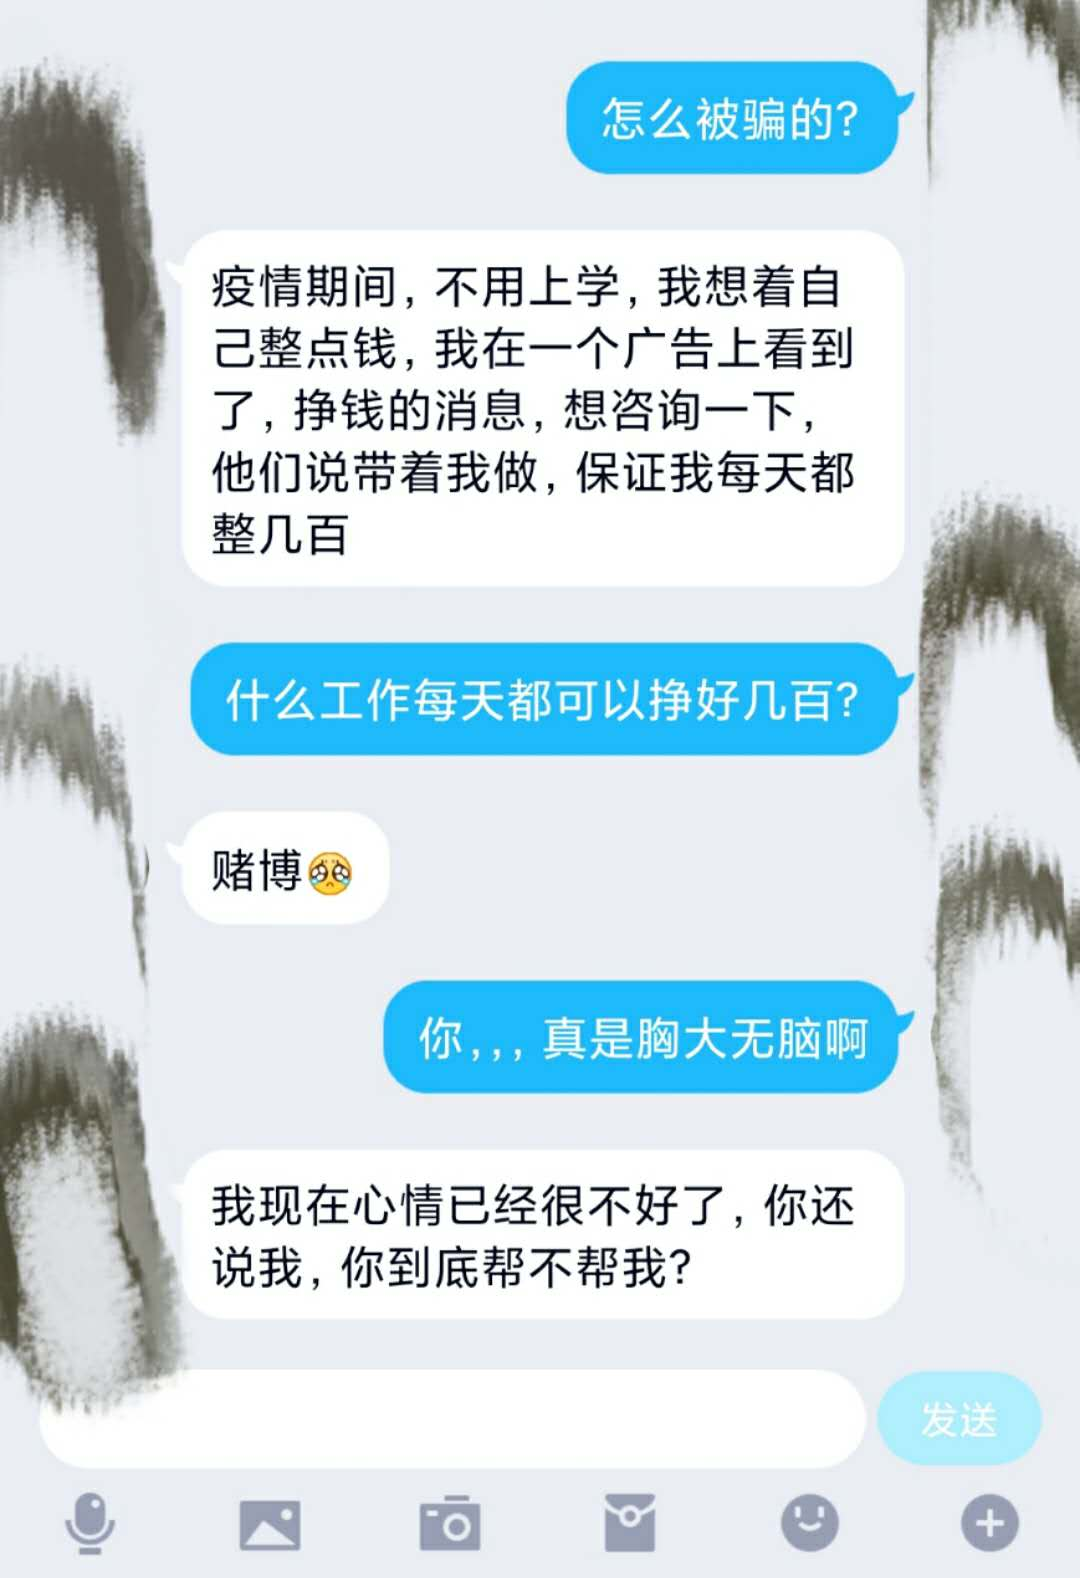 怎么被骗的?
疫情期间, 不用上学, 我想着自
己整点钱, 我在一个广告上看到
了, 挣钱的消息, 想咨询一下,
他们说带着我做, 保证我每天都
整几百
什么工作每天都可以挣好几百?
赌博🥹
你,,, 真是胸大无脑啊
我现在心情已经很不好了, 你还
说我, 你到底帮不帮我?
发送